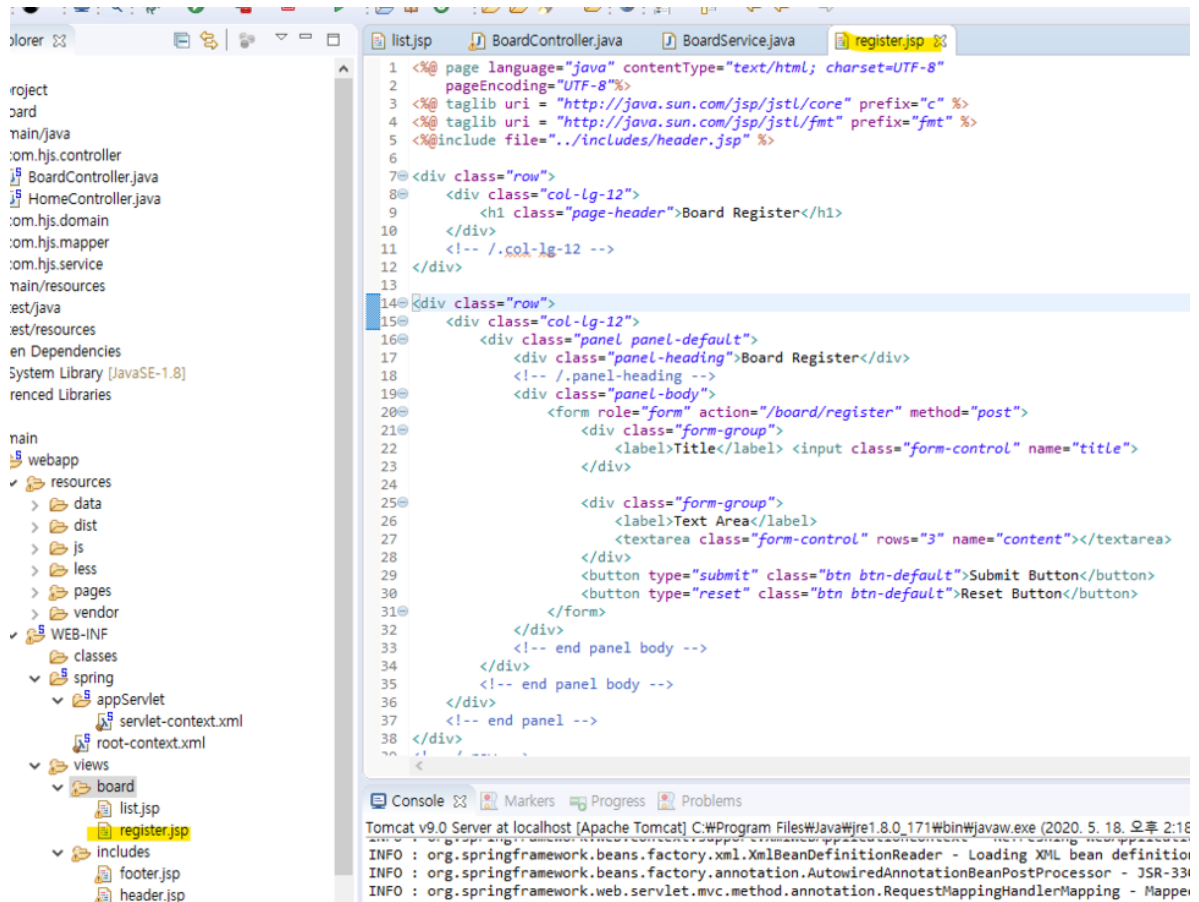 list.jsp BoardController.java BoardService.java register.jsp
roject
oard
main/java
com.hjs.controller
BoardController.java
HomeController.java
com.hjs.domain
com.hjs.mapper
com.hjs.service
main/resources
test/java
test/resources
en Dependencies
System Library [JavaSE-1.8]
renced Libraries
main
webapp
resources
data
dist
js
less
pages
vendor
WEB-INF
classes
spring
appServlet
servlet-context.xml
root-context.xml
views
board
list.jsp
register.jsp
includes
footer.jsp
header.jsp
1 <%@ page language="java" contentType="text/html; charset=UTF-8"
2 pageEncoding="UTF-8"%>
3 <%@ taglib uri = "http://java.sun.com/jsp/jstl/core" prefix="c" %>
4 <%@ taglib uri = "http://java.sun.com/jsp/jstl/fmt" prefix="fmt" %>
5 <%@include file="../includes/header.jsp" %>
6
7 <div class="row">
8 <div class="col-lg-12">
9 <h1 class="page-header">Board Register</h1>
10 </div>
11 <!-- /.col-lg-12 -->
12 </div>
13
14 <div class="row">
15 <div class="col-lg-12">
16 <div class="panel panel-default">
17 <div class="panel-heading">Board Register</div>
18 <!-- /.panel-heading -->
19 <div class="panel-body">
20 <form role="form" action="/board/register" method="post">
21 <div class="form-group">
22 <label>Title</label> <input class="form-control" name="title">
23 </div>
24
25 <div class="form-group">
26 <label>Text Area</label>
27 <textarea class="form-control" rows="3" name="content"></textarea>
28 </div>
29 <button type="submit" class="btn btn-default">Submit Button</button>
30 <button type="reset" class="btn btn-default">Reset Button</button>
31 </form>
32 </div>
33 <!-- end panel body -->
34 </div>
35 <!-- end panel body -->
36 </div>
37 <!-- end panel -->
38 </div>
Console Markers Progress Problems
Tomcat v9.0 Server at localhost [Apache Tomcat] C:₩Program Files₩Java₩jre1.8.0_171₩bin₩javaw.exe (2020. 5. 18. 오후 2:18
INFO : org.springframework.beans.factory.xml.XmlBeanDefinitionReader - Loading XML bean definition
INFO : org.springframework.beans.factory.annotation.AutowiredAnnotationBeanPostProcessor - JSR-330
INFO : org.springframework.web.servlet.mvc.method.annotation.RequestMappingHandlerMapping - Mapped